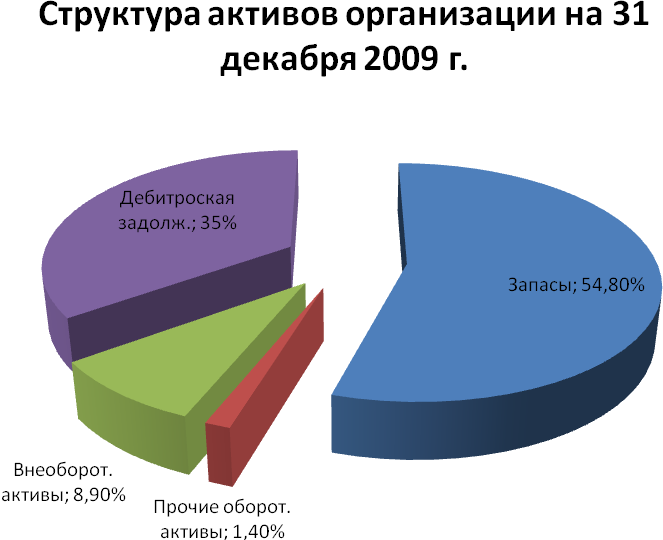 Структура активов организации на 31
декабря 2009 г.
Дебитроская
задолж.; 35%
Запасы; 54,80%
Внеоборот.
активы; 8,90%
Прочие оборот.
активы; 1,40%